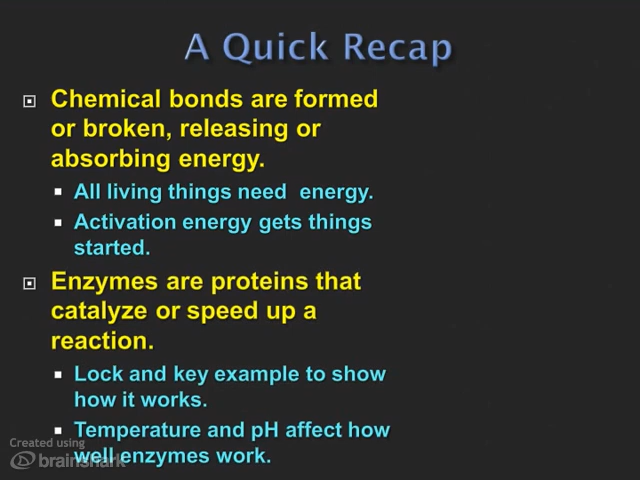 A Quick Recap
Chemical bonds are formed
or broken, releasing or
absorbing energy.
All living things need energy.
Activation energy gets things
started.
Enzymes are proteins that
catalyze or speed up a
reaction.
Lock and key example to show
how it works.
Temperature and pH affect how
well enzymes work.
Created using
brainshark